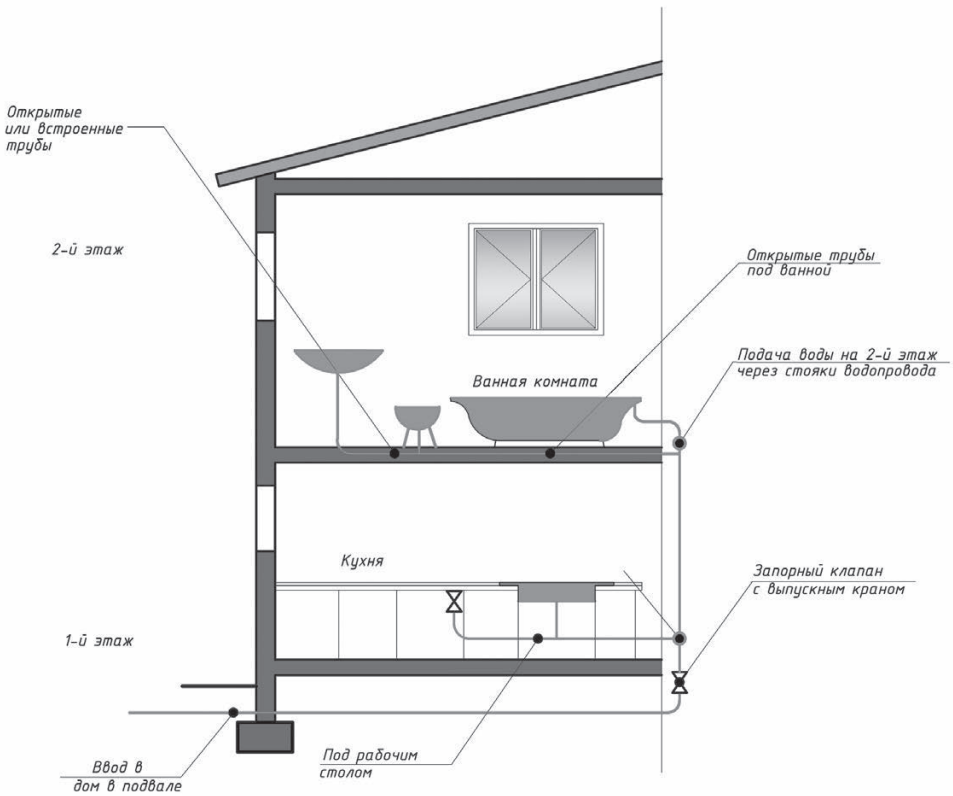 Открытые
или встроенные
трубы
2-й этаж
Открытые трубы
под ванной
Подача воды на 2-й этаж
через стояки водопровода
Ванная комната
Кухня
Запорный клапан
с выпускным краном
1-й этаж
Под рабочим
столом
Ввод в
дом в подвале